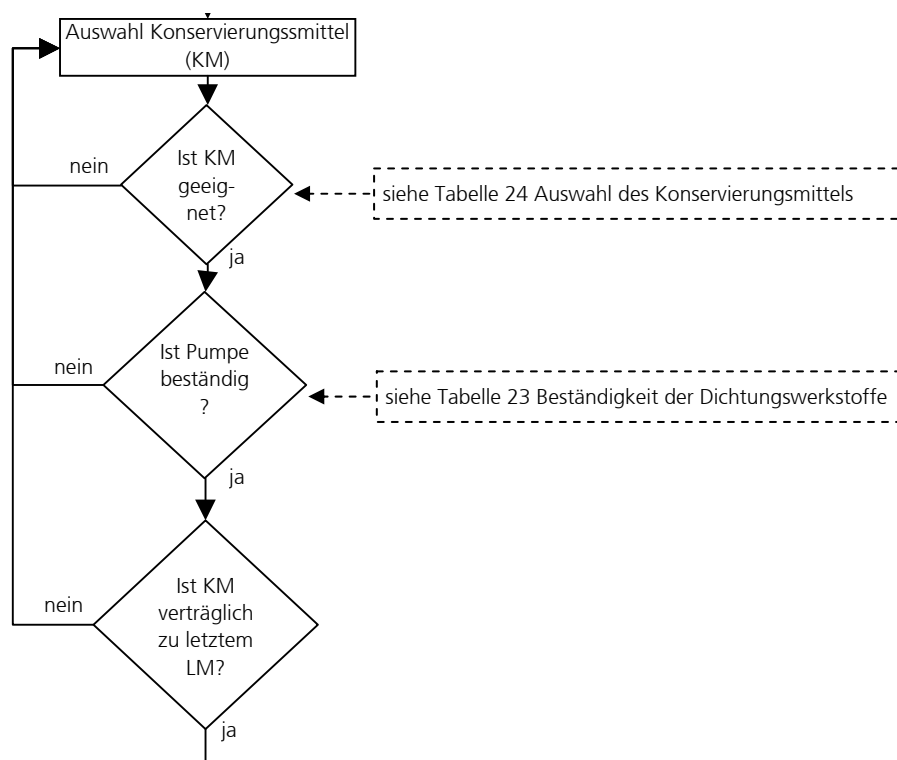 Auswahl Konservierungssmittel
(KM)
nein
Ist KM
geeig-
net?
siehe Tabelle 24 Auswahl des Konservierungsmittels
ja
nein
Ist Pumpe
beständig
?
siehe Tabelle 23 Beständigkeit der Dichtungswerkstoffe
ja
nein
Ist KM
verträglich
zu letztem
LM?
ja